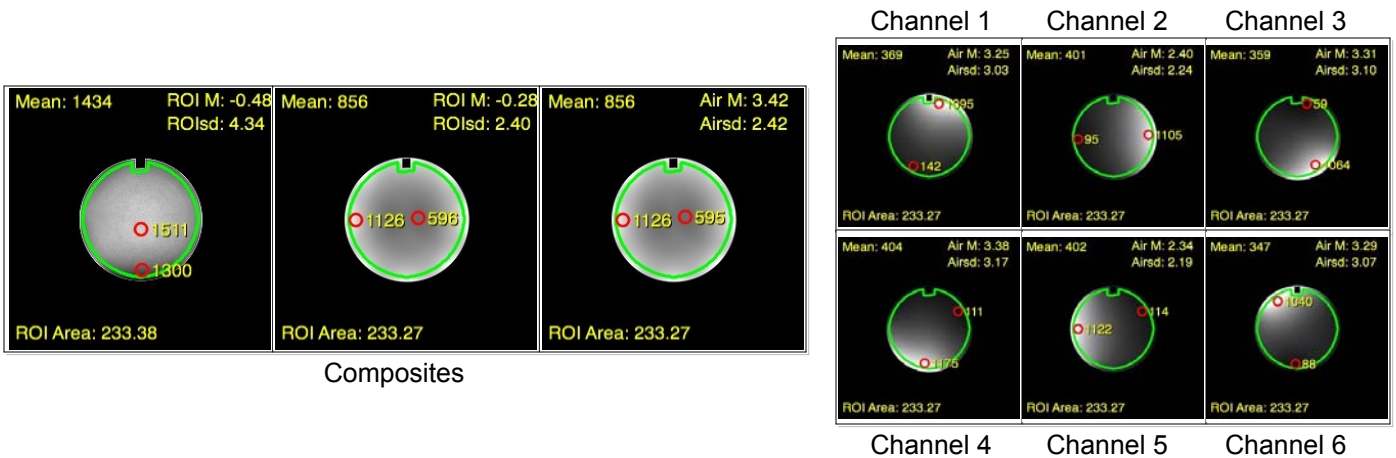 Mean: 1434 ROI M: -0.48
ROIsd: 4.34
1511
1300
ROI Area: 233.38
Mean: 856 ROI M: -0.28
ROIsd: 2.40
1126 596
ROI Area: 233.27
Mean: 856 Air M: 3.42
Airsd: 2.42
1126 595
ROI Area: 233.27
Composites
Channel 1 Channel 2 Channel 3
Mean: 369 Air M: 3.25
Airsd: 3.03
1395
142
ROI Area: 233.27
Mean: 401 Air M: 2.40
Airsd: 2.24
95 1105
ROI Area: 233.27
Mean: 359 Air M: 3.31
Airsd: 3.10
59
1064
ROI Area: 233.27
Mean: 404 Air M: 3.38
Airsd: 3.17
111
1175
ROI Area: 233.27
Mean: 402 Air M: 2.34
Airsd: 2.19
114
1122
ROI Area: 233.27
Mean: 347 Air M: 3.29
Airsd: 3.07
1040
88
ROI Area: 233.27
Channel 4 Channel 5 Channel 6